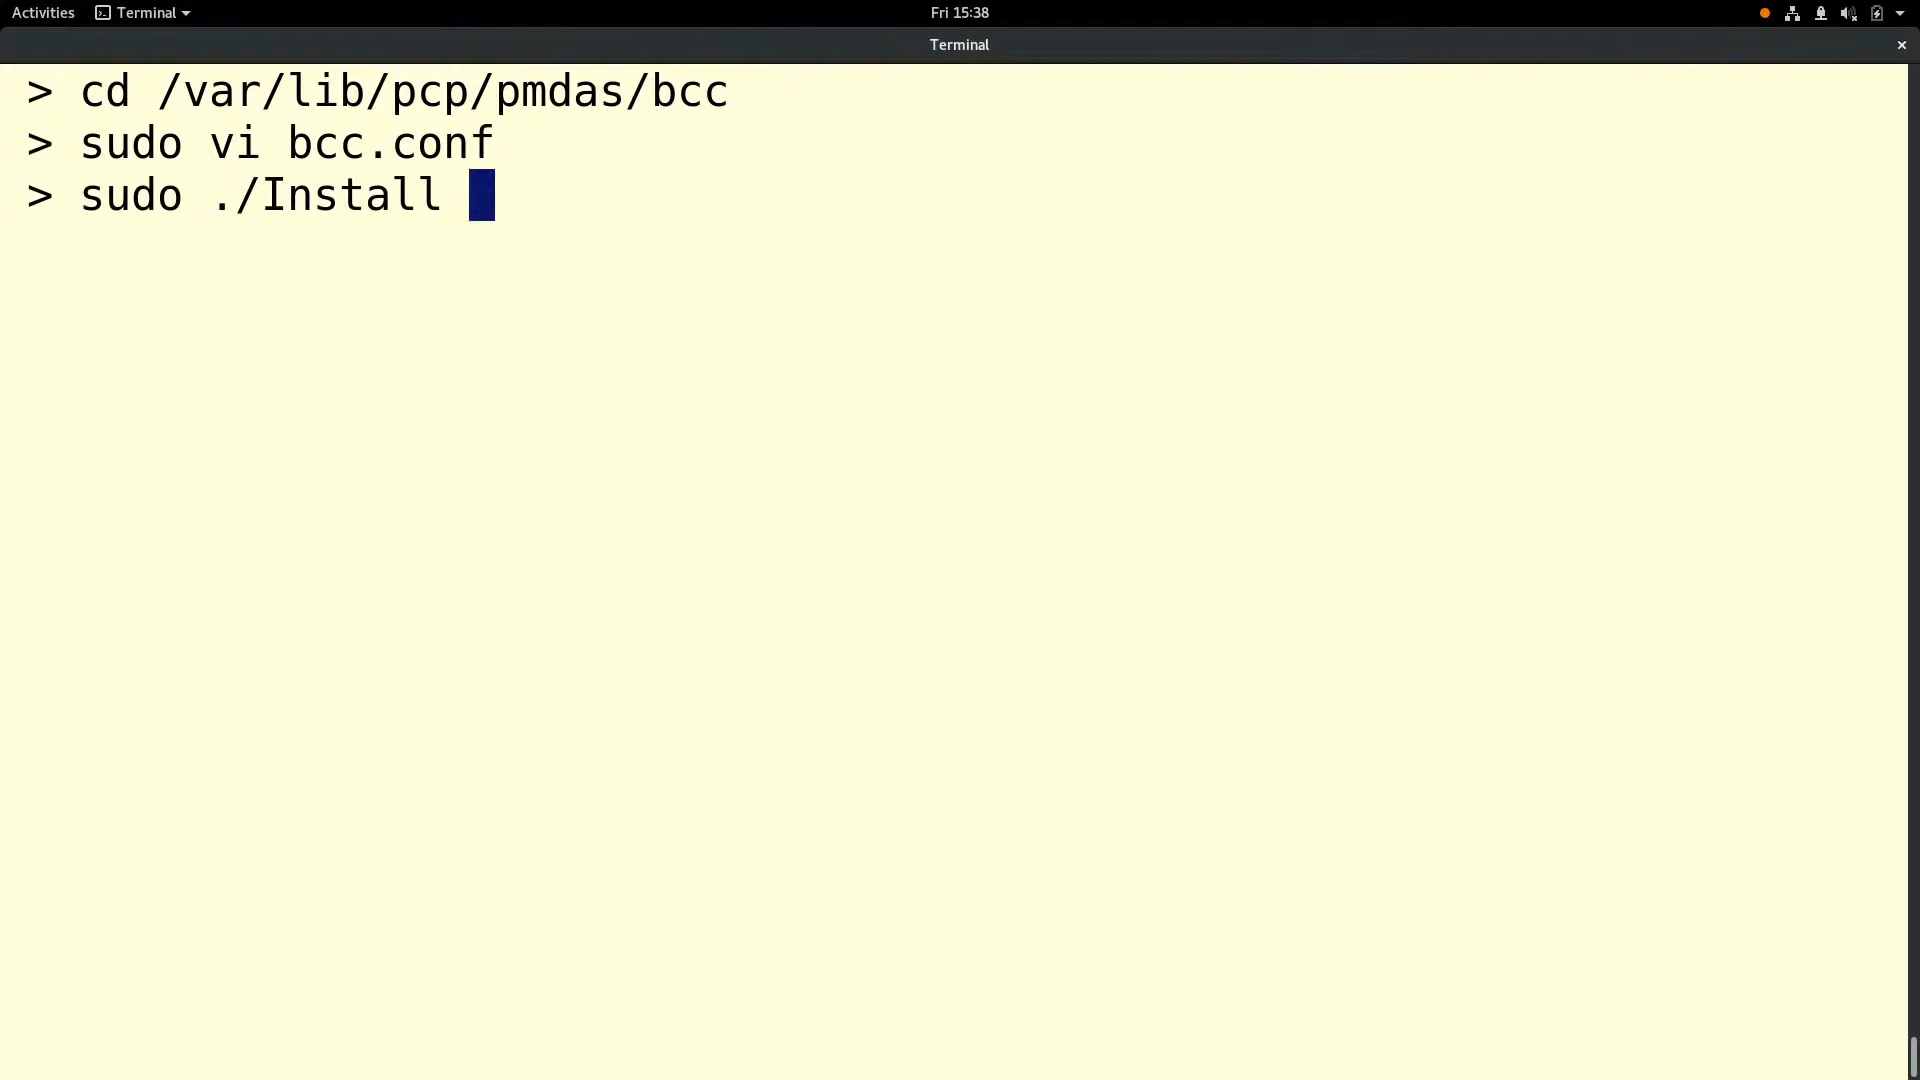 Activities Terminal Fri 15:38
Terminal
> cd /var/lib/pcp/pmdas/bcc
> sudo vi bcc.conf
> sudo ./Install